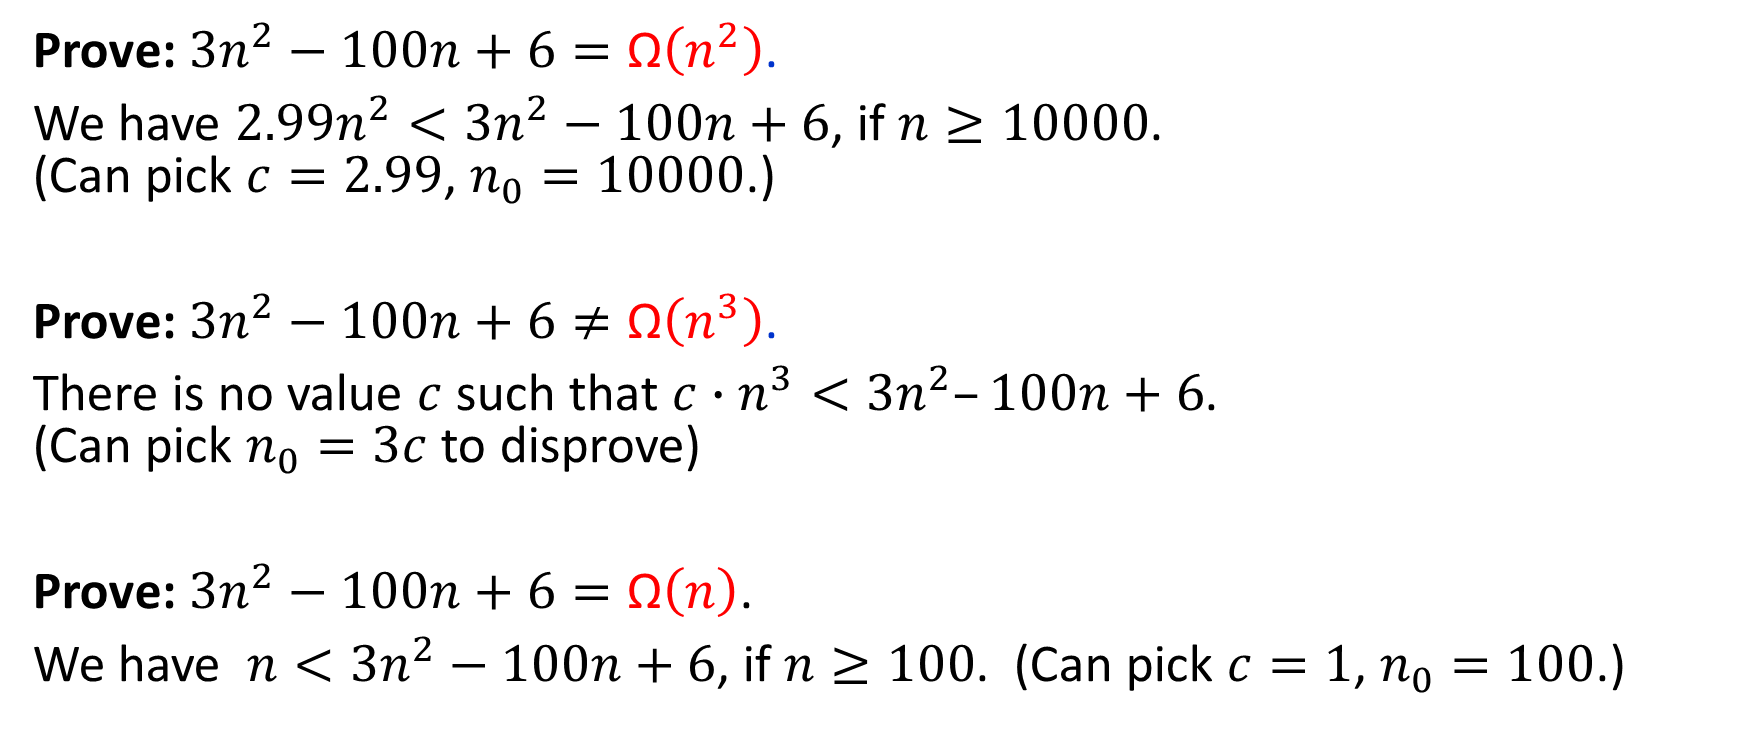 Prove: 3n² − 100n + 6 = Ω(n²).
We have 2.99n² < 3n² − 100n + 6, if n ≥ 10000.
(Can pick c = 2.99, n₀ = 10000.)
Prove: 3n² − 100n + 6 ≠ Ω(n³).
There is no value c such that c · n³ < 3n²– 100n + 6.
(Can pick n₀ = 3c to disprove)
Prove: 3n² − 100n + 6 = Ω(n).
We have n < 3n² − 100n + 6, if n ≥ 100. (Can pick c = 1, n₀ = 100.)